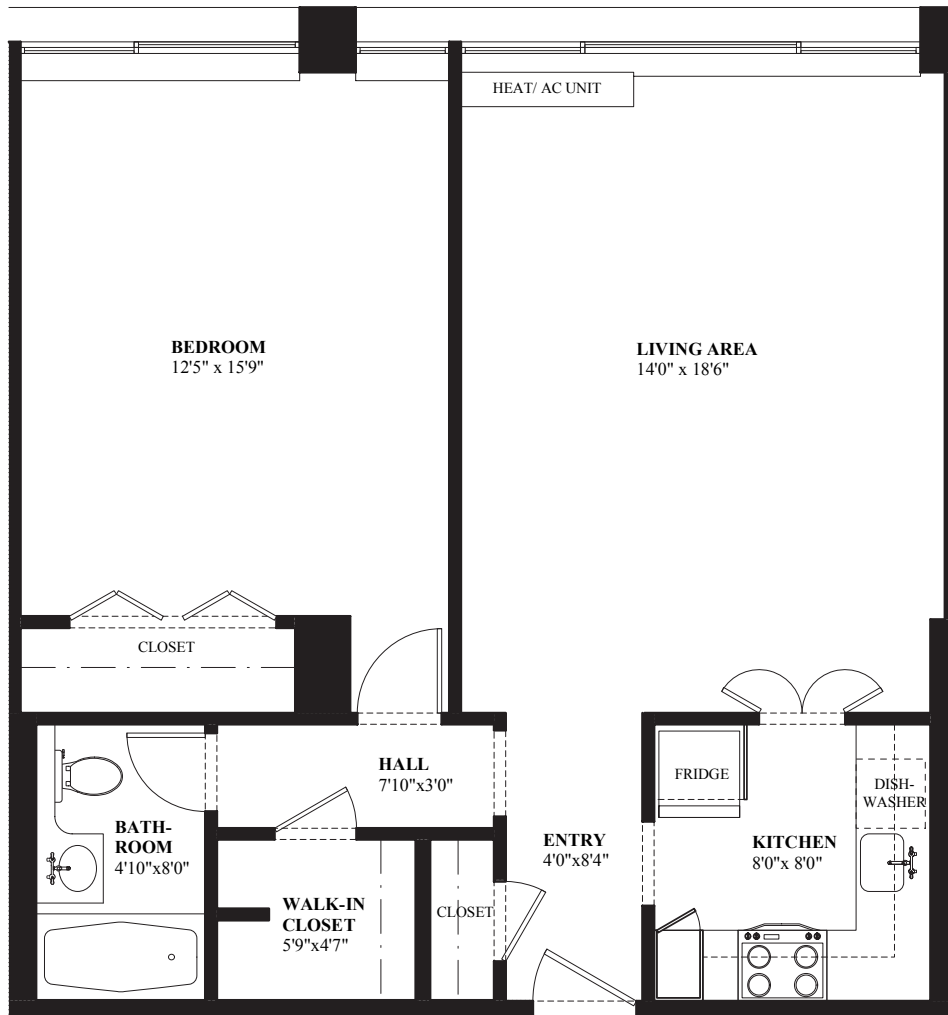 HEAT/ AC UNIT
BEDROOM
12'5" x 15'9"
LIVING AREA
14'0" x 18'6"
CLOSET
HALL
7'10"x3'0"
FRIDGE
DISH-
WASHER
BATH-
ROOM
4'10"x8'0"
ENTRY
4'0"x8'4"
KITCHEN
8'0"x 8'0"
WALK-IN
CLOSET
5'9"x4'7"
CLOSET